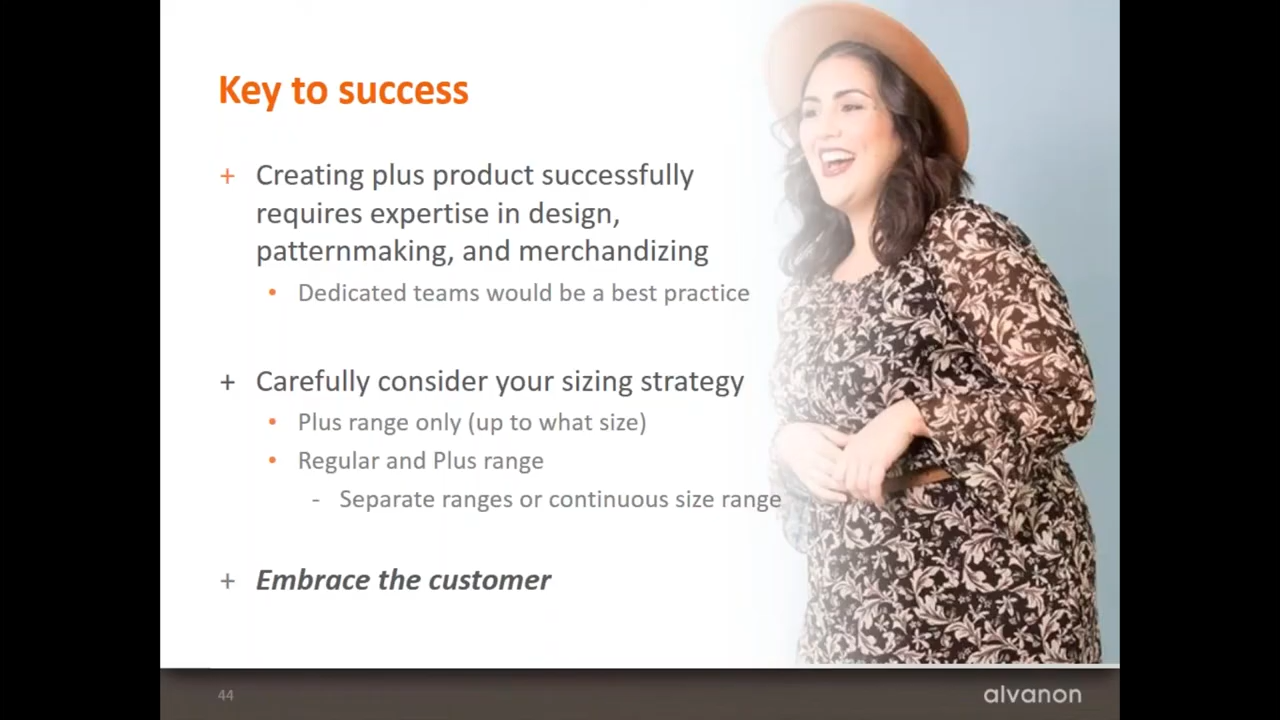 Key to success
+ Creating plus product successfully
requires expertise in design,
patternmaking, and merchandizing
• Dedicated teams would be a best practice
+ Carefully consider your sizing strategy
• Plus range only (up to what size)
• Regular and Plus range
- Separate ranges or continuous size range
+ Embrace the customer
44
alvanon